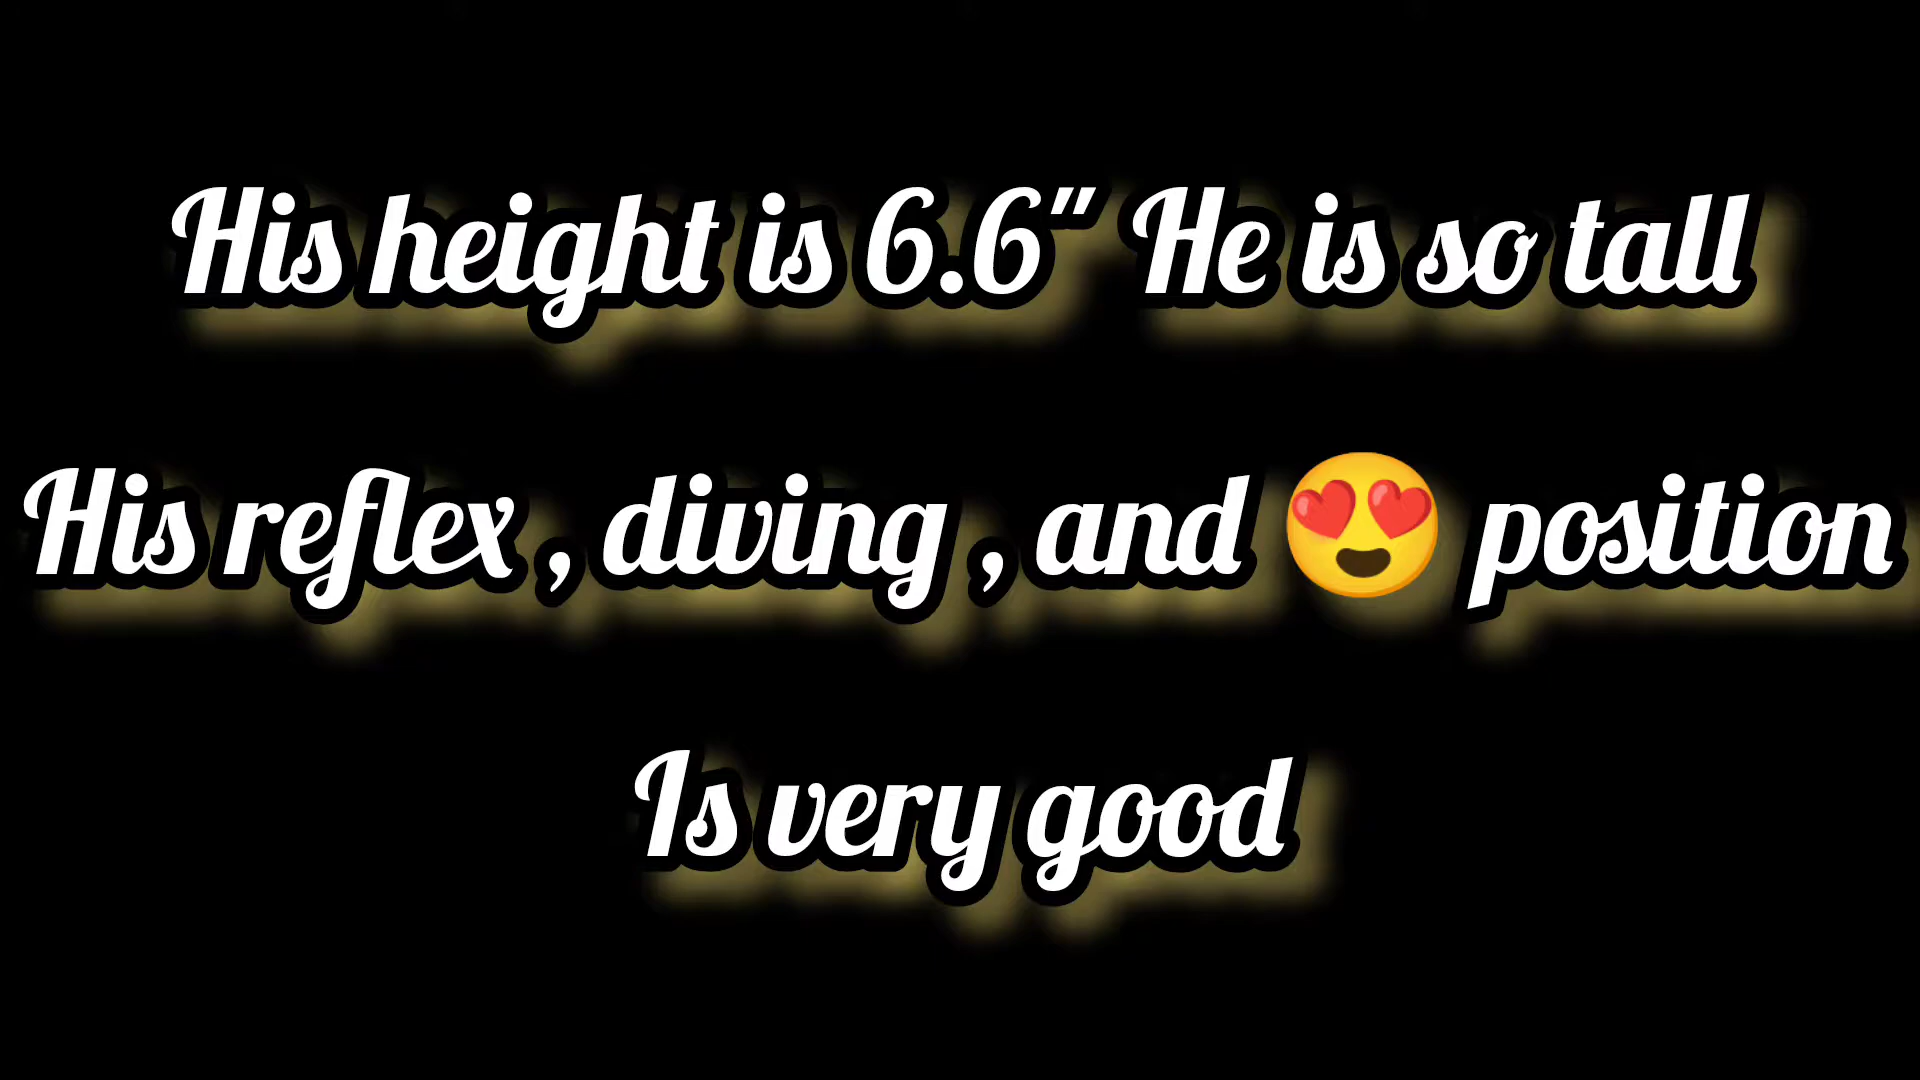 His height is 6.6" He is so tall
His reflex , diving , and 😍 position
Is very good